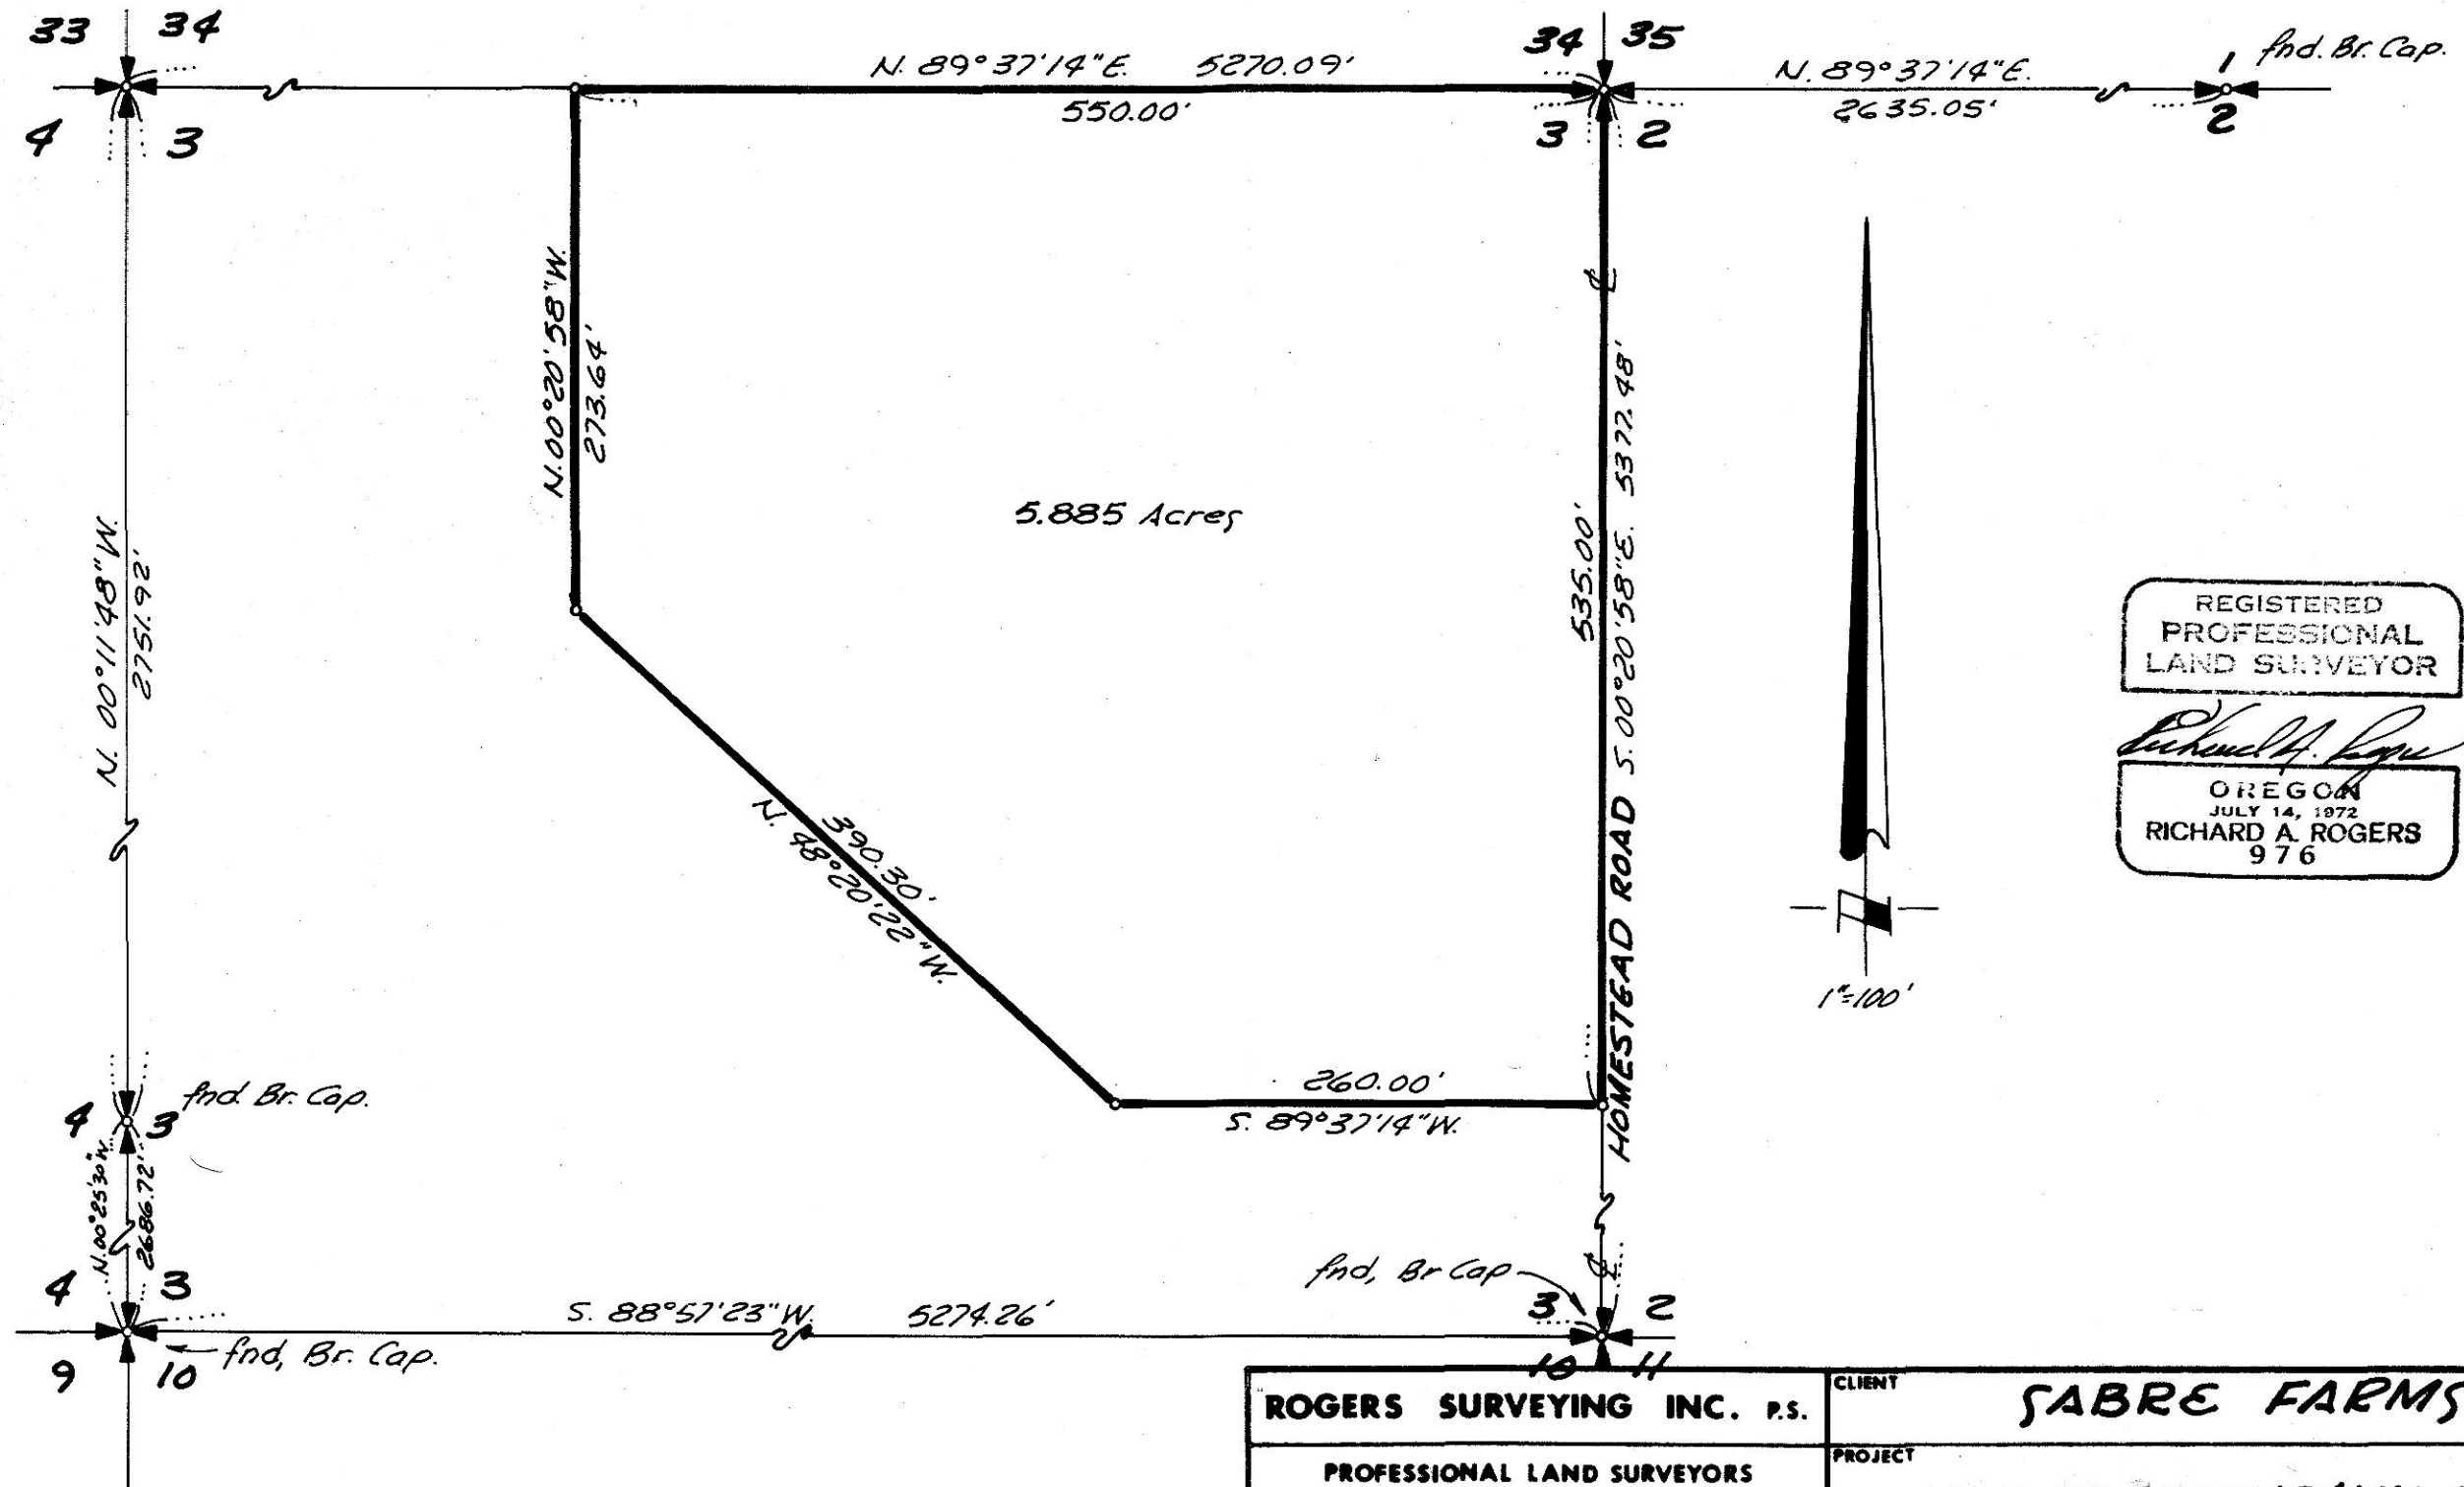 33 34
34 35
N. 89°37'14"E. 5270.09'
550.00'
N. 89°37'14"E.
2635.05'
1 fnd. Br. Cap.
2
4 3
3 2
N.00°20'58"W.
273.64'
5.885 Acres
535.00'
S.00°20'58"E. 5377.48'
HOMESTEAD ROAD
N. 00°11'48"W.
2751.92'
390.30'
N. 48°20'22"W.
REGISTERED
PROFESSIONAL
LAND SURVEYOR
Richard A. Rogers
OREGON
JULY 14, 1972
RICHARD A. ROGERS
976
1"=100'
260.00'
S. 89°37'14"W.
4 3 fnd. Br. Cap.
N.00°25'30"W.
2686.72'
4 3
S. 88°57'23"W. 5274.26'
fnd, Br Cap
3 2
9 10 fnd, Br. Cap.
10 11
ROGERS SURVEYING INC. P.S.
PROFESSIONAL LAND SURVEYORS
CLIENT
SABRE FARMS
PROJECT